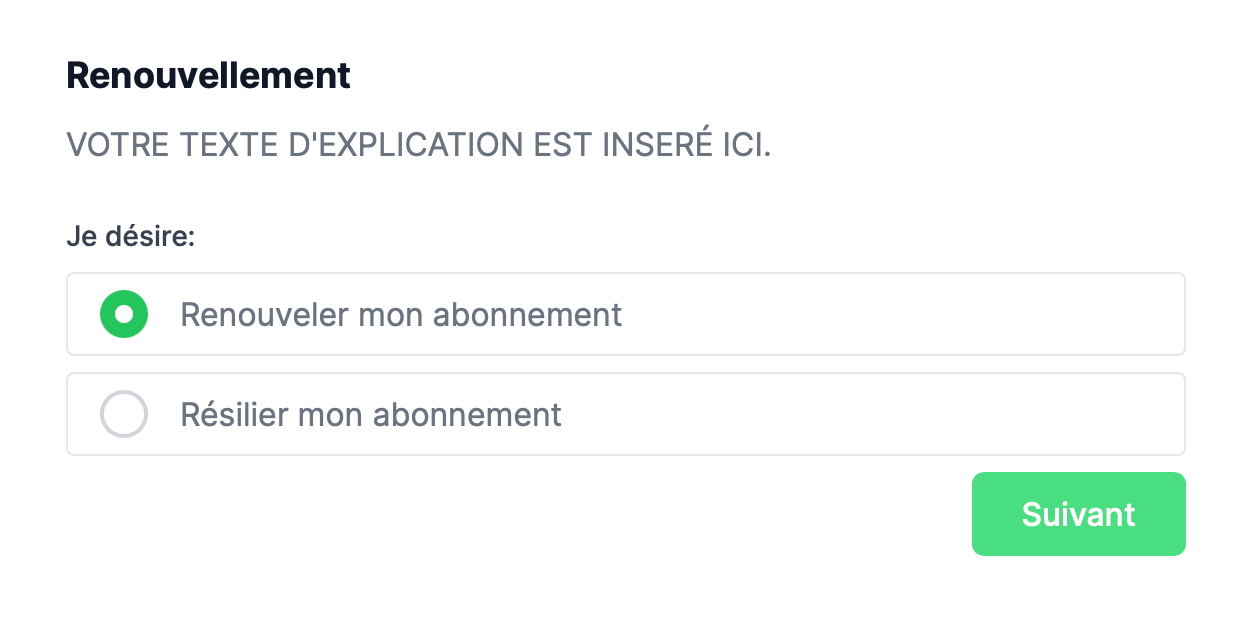 Renouvellement
VOTRE TEXTE D'EXPLICATION EST INSERÉ ICI.
Je désire:
Renouveler mon abonnement
Résilier mon abonnement
Suivant